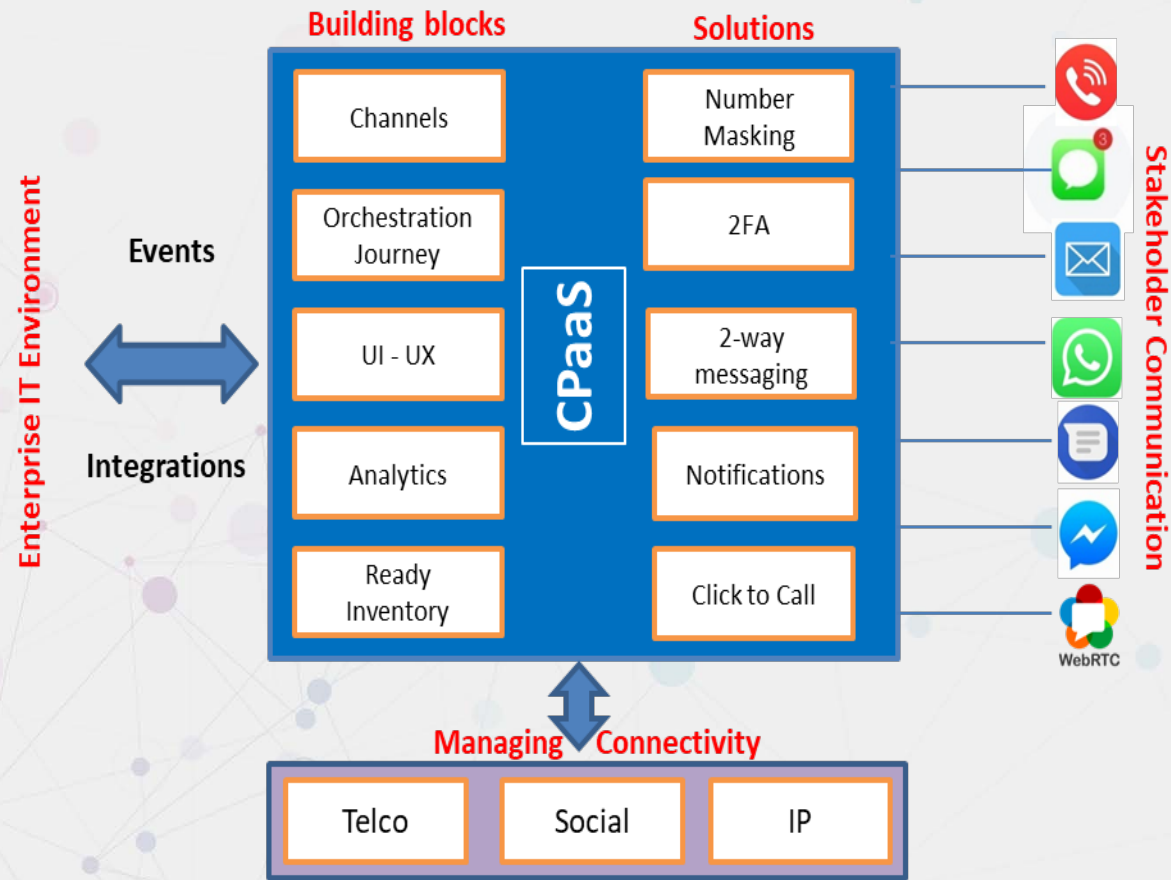 Building blocks
Solutions
Enterprise IT Environment
Events
Integrations
Channels
Orchestration
Journey
UI - UX
Analytics
Ready
Inventory
CPaaS
Number
Masking
2FA
2-way
messaging
Notifications
Click to Call
3
WebRTC
Stakeholder Communication
Managing Connectivity
Telco
Social
IP